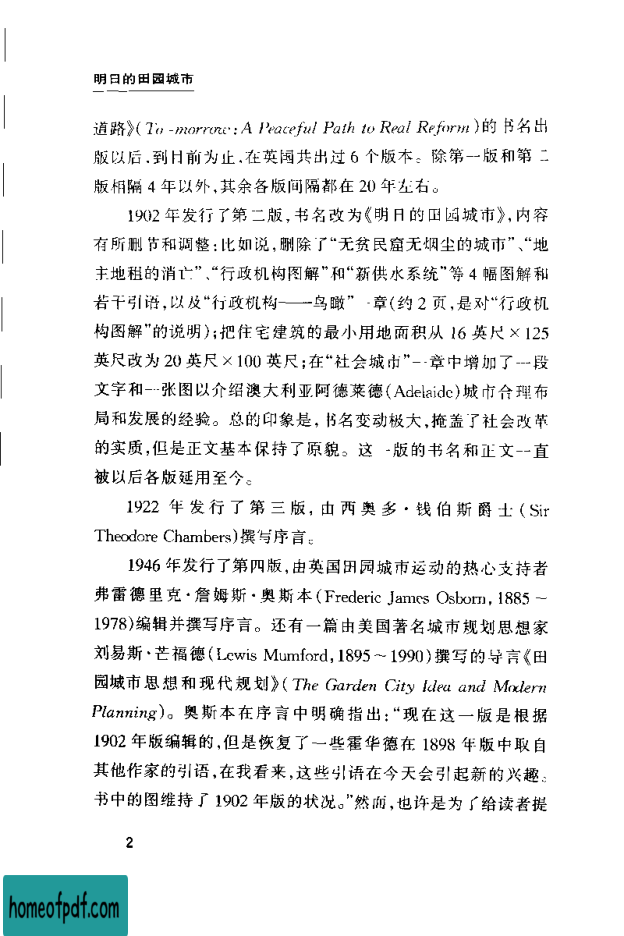 明日的田园城市
道路》(To-morrow: A Peaceful Path to Real Reform)的书名出
版以后,到目前为止,在英国共出过6个版本。除第一版和第二
版相隔4年以外,其余各版间隔都在20年左右。
1902年发行了第二版,书名改为《明日的田园城市》,内容
有所删节和调整:比如说,删除了“无贫民窟无烟尘的城市”、“地
主地租的消亡”、“行政机构图解”和“新供水系统”等4幅图解和
若干引语,以及“行政机构——鸟瞰”一章(约2页,是对“行政机
构图解”的说明);把住宅建筑的最小用地面积从16英尺×125
英尺改为20英尺×100英尺;在“社会城市”一章中增加了一段
文字和一张图以介绍澳大利亚阿德莱德(Adelaide)城市合理布
局和发展的经验。总的印象是,书名变动极大,掩盖了社会改革
的实质,但是正文基本保持了原貌。这一版的书名和正文一直
被以后各版延用至今。
1922年发行了第三版,由西奥多·钱伯斯爵士(Sir
Theodore Chambers)撰写序言。
1946年发行了第四版,由英国田园城市运动的热心支持者
弗雷德里克·詹姆斯·奥斯本(Frederic James Osborn, 1885～
1978)编辑并撰写序言。还有一篇由美国著名城市规划思想家
刘易斯·芒福德(Lewis Mumford,1895～1990)撰写的导言《田
园城市思想和现代规划》(The Garden City Idea and Modern
Planning)。奥斯本在序言中明确指出:“现在这一版是根据
1902年版编辑的,但是恢复了一些霍华德在1898年版中取自
其他作家的引语,在我看来,这些引语在今天会引起新的兴趣。
书中的图维持了1902年版的状况。”然而,也许是为了给读者提
2
homeofpdf.com